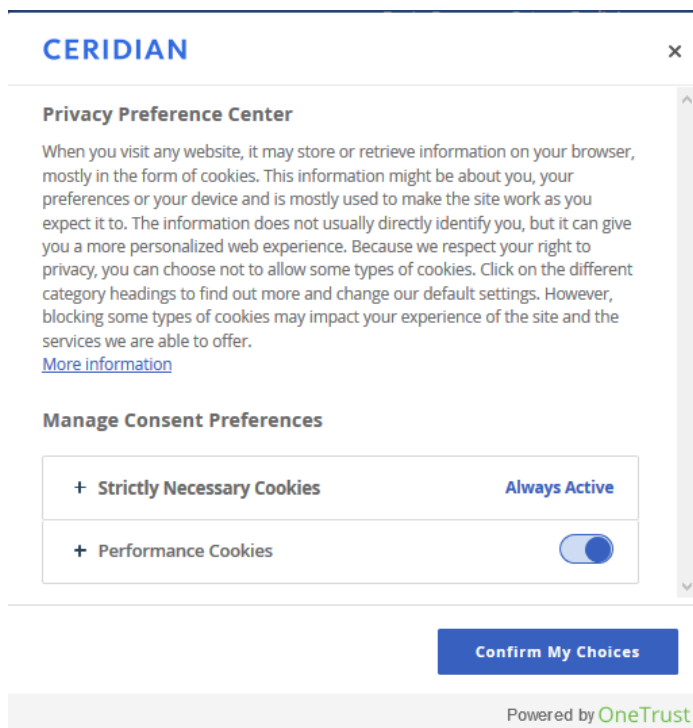 CERIDIAN
×
Privacy Preference Center
When you visit any website, it may store or retrieve information on your browser,
mostly in the form of cookies. This information might be about you, your
preferences or your device and is mostly used to make the site work as you
expect it to. The information does not usually directly identify you, but it can give
you a more personalized web experience. Because we respect your right to
privacy, you can choose not to allow some types of cookies. Click on the different
category headings to find out more and change our default settings. However,
blocking some types of cookies may impact your experience of the site and the
services we are able to offer.
More information
Manage Consent Preferences
+ Strictly Necessary Cookies Always Active
+ Performance Cookies
Confirm My Choices
Powered by OneTrust